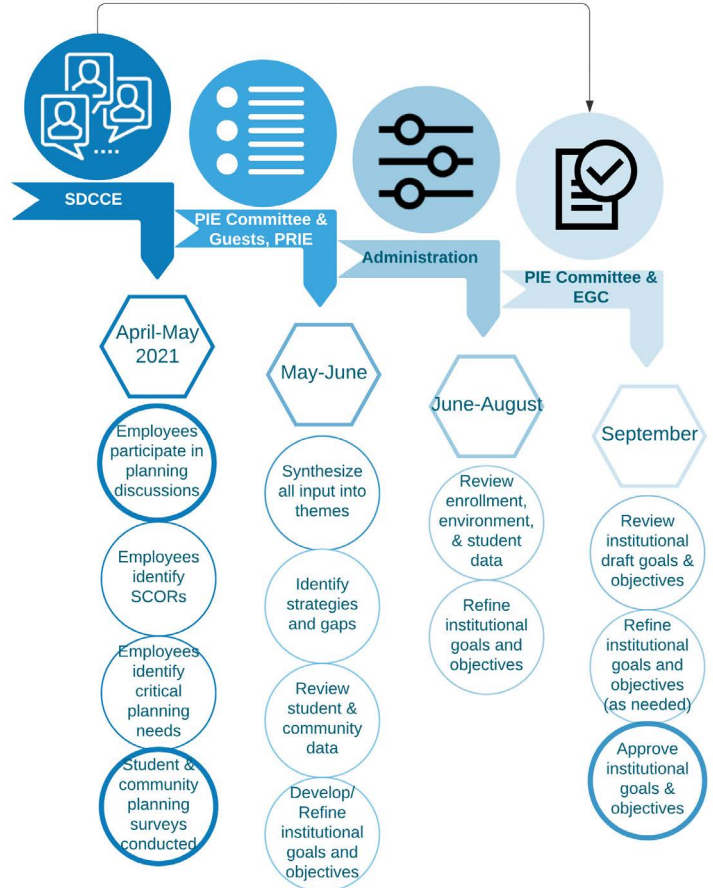 SDCCE
PIE Committee &
Guests, PRIE
Administration
PIE Committee &
EGC
April-May
2021
Employees
participate in
planning
discussions
Employees
identify
SCORs
Employees
identify
critical
planning
needs
Student &
community
planning
surveys
conducted
May-June
Synthesize
all input into
themes
Identify
strategies
and gaps
Review
student &
community
data
Develop/
Refine
institutional
goals and
objectives
June-August
Review
enrollment,
environment,
& student
data
Refine
institutional
goals and
objectives
September
Review
institutional
draft goals &
objectives
Refine
institutional
goals and
objectives
(as needed)
Approve
institutional
goals &
objectives